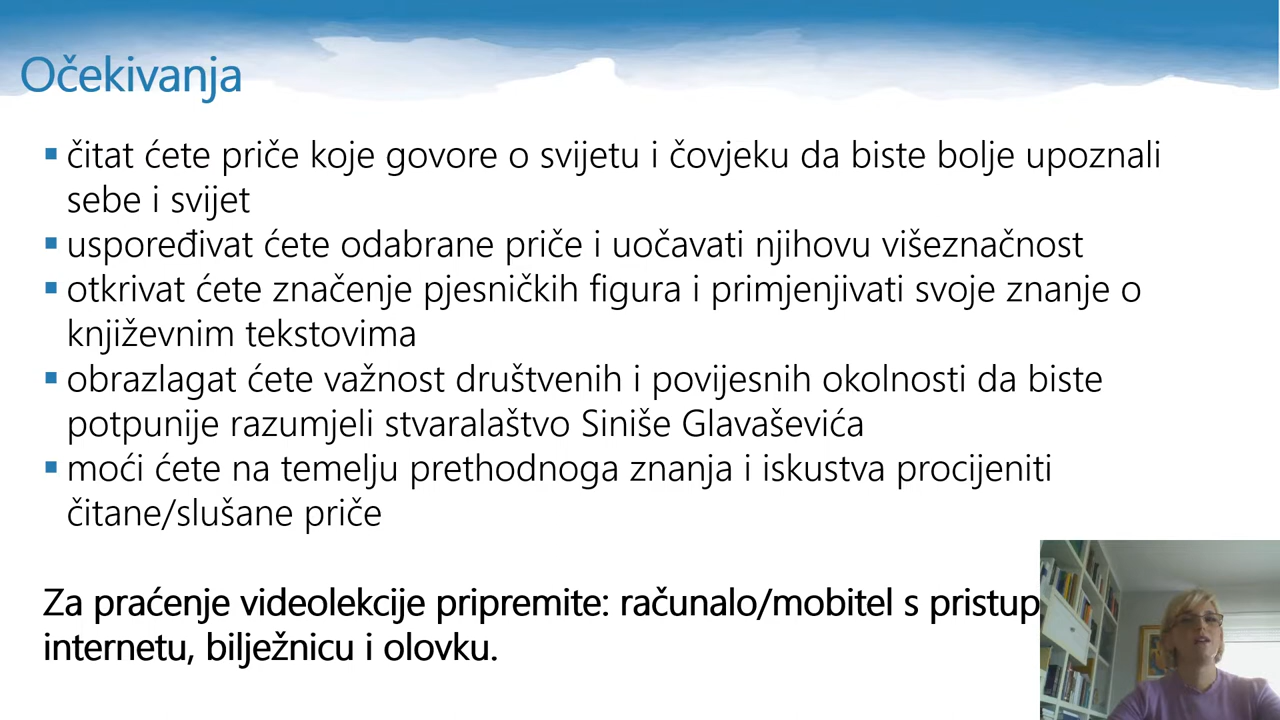 Očekivanja
▪ čitat ćete priče koje govore o svijetu i čovjeku da biste bolje upoznali
sebe i svijet
▪ uspoređivat ćete odabrane priče i uočavati njihovu višeznačnost
▪ otkrivat ćete značenje pjesničkih figura i primjenjivati svoje znanje o
književnim tekstovima
▪ obrazlagat ćete važnost društvenih i povijesnih okolnosti da biste
potpunije razumjeli stvaralaštvo Siniše Glavaševića
▪ moći ćete na temelju prethodnoga znanja i iskustva procijeniti
čitane/slušane priče
Za praćenje videolekcije pripremite: računalo/mobitel s pristup
internetu, bilježnicu i olovku.